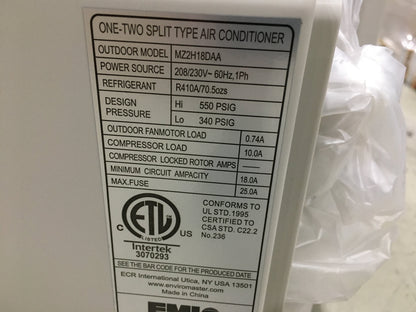 ONE-TWO SPLIT TYPE AIR CONDITIONER
OUTDOOR MODEL MZ2H18DAA
POWER SOURCE 208/230V~ 60Hz,1Ph
REFRIGERANT R410A/70.5ozs
DESIGN PRESSURE Hi 550 PSIG
Lo 340 PSIG
OUTDOOR FANMOTOR LOAD 0.74A
COMPRESSOR LOAD 10.0A
COMPRESSOR LOCKED ROTOR AMPS ——
MINIMUM CIRCUIT AMPACITY 18.0A
MAX.FUSE 25.0A
CONFORMS TO
UL STD.1995
CERTIFIED TO
CSA STD. C22.2
No.236
C ETL US
LISTED
Intertek
3070293
SEE THE BAR CODE FOR THE PRODUCED DATE
ECR International Utica, NY USA 13501
www.enviromaster.com
Made in China